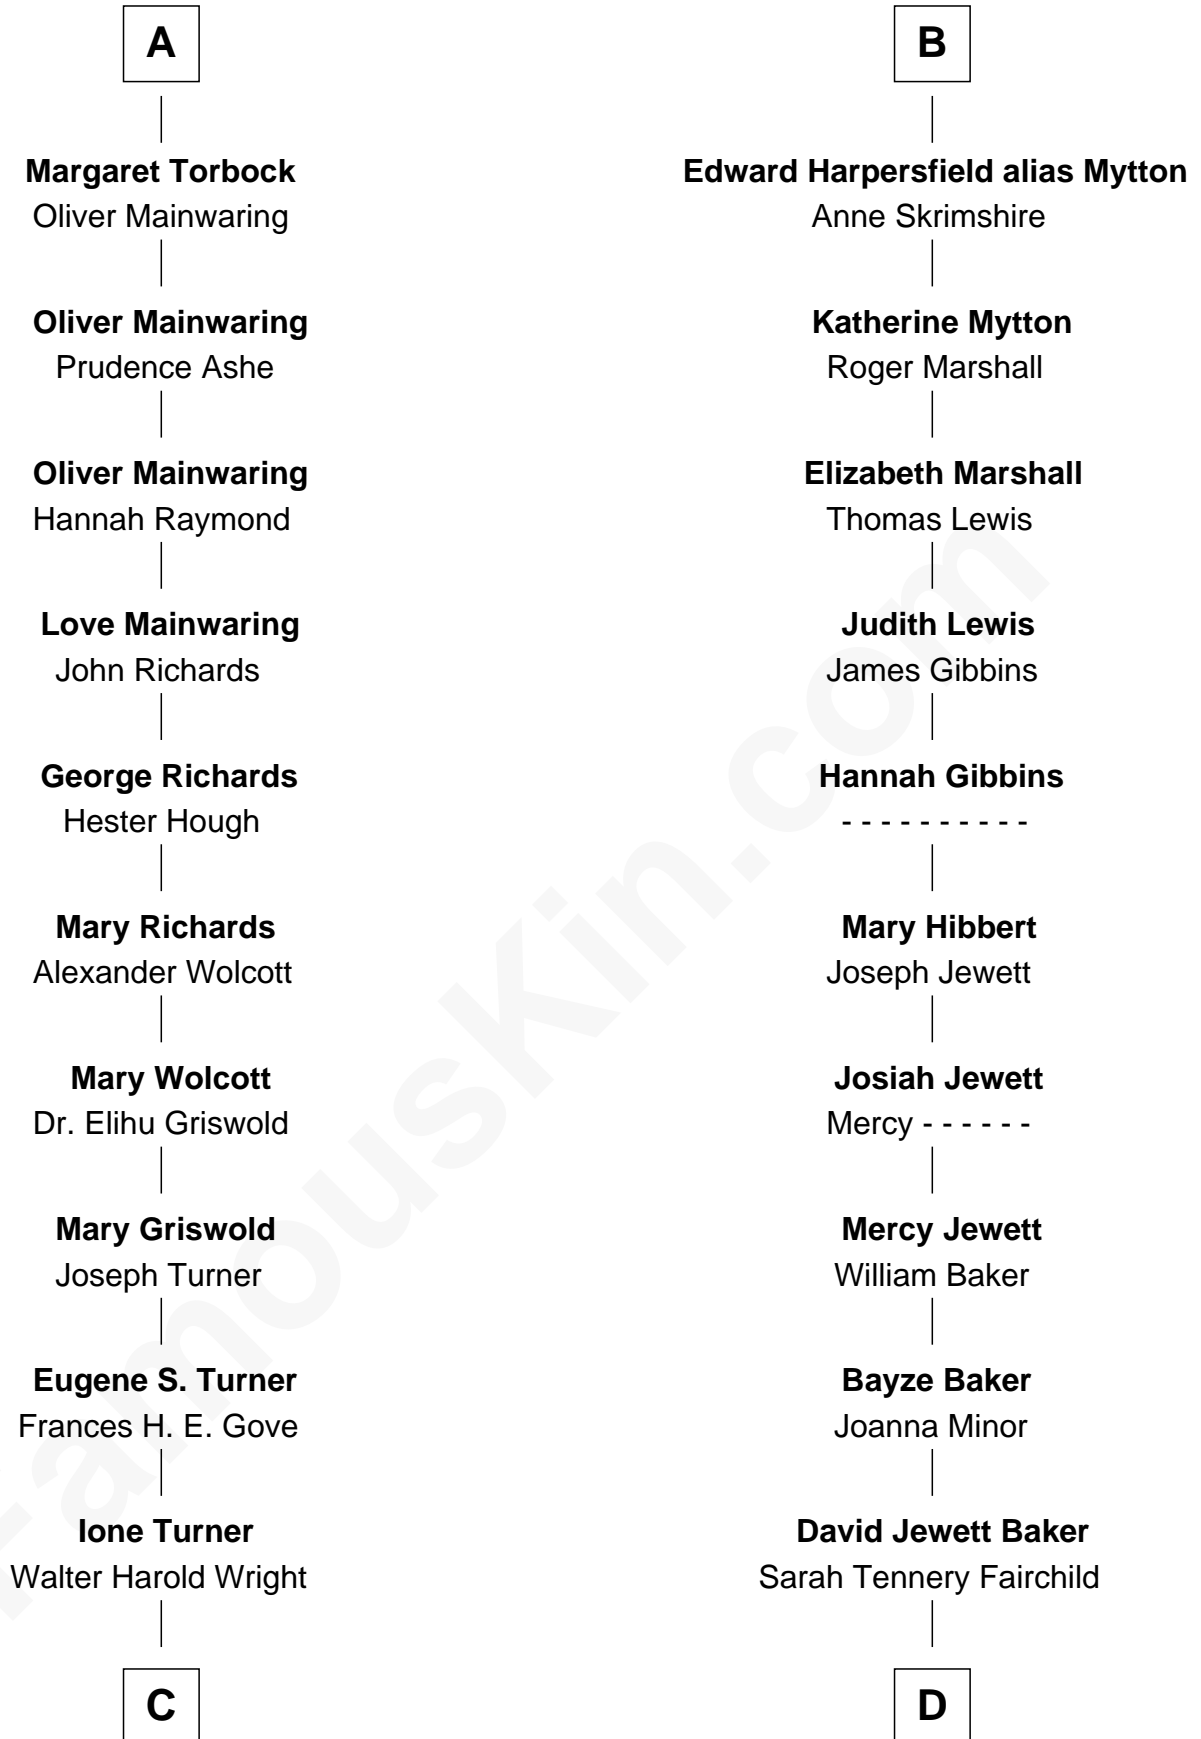 A
Margaret Torbock
Oliver Mainwaring
Oliver Mainwaring
Prudence Ashe
Oliver Mainwaring
Hannah Raymond
Love Mainwaring
John Richards
George Richards
Hester Hough
Mary Richards
Alexander Wolcott
Mary Wolcott
Dr. Elihu Griswold
Mary Griswold
Joseph Turner
Eugene S. Turner
Frances H. E. Gove
Ione Turner
Walter Harold Wright
C
B
Edward Harpersfield alias Mytton
Anne Skrimshire
Katherine Mytton
Roger Marshall
Elizabeth Marshall
Thomas Lewis
Judith Lewis
James Gibbins
Hannah Gibbins
- - - - - - - - - -
Mary Hibbert
Joseph Jewett
Josiah Jewett
Mercy - - - - - -
Mercy Jewett
William Baker
Bayze Baker
Joanna Minor
David Jewett Baker
Sarah Tennery Fairchild
D
FamousKin.com